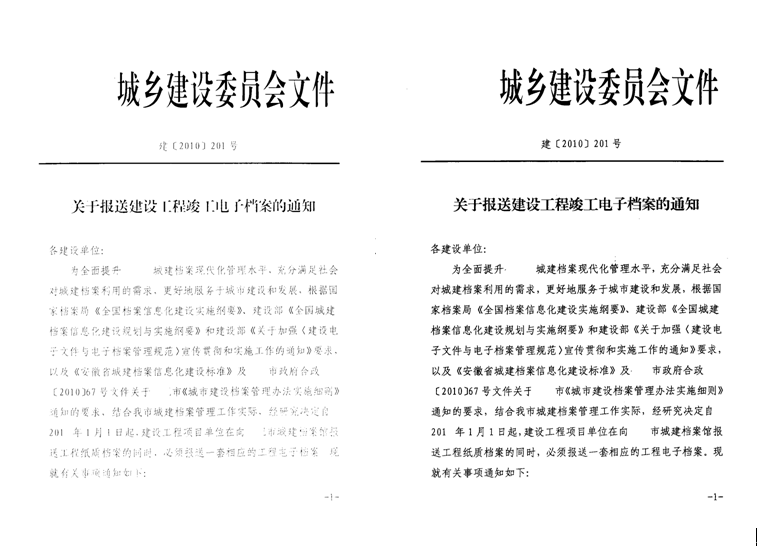 城乡建设委员会文件
建〔2010〕201号
关于报送建设工程竣工电子档案的通知
各建设单位:
为全面提升 城建档案现代化管理水平，充分满足社会
对城建档案利用的需求，更好地服务于城市建设和发展，根据国
家档案局《全国档案信息化建设实施纲要》、建设部《全国城建
档案信息化建设规划与实施纲要》和建设部《关于加强〈建设电
子文件与电子档案管理规范〉宣传贯彻和实施工作的通知》要求，
以及《安徽省城建档案信息化建设标准》及 市政府合政
〔2010〕67号文件关于 市《城市建设档案管理办法实施细则》
通知的要求，结合我市城建档案管理工作实际，经研究决定自
201 年1月1日起，建设工程项目单位在向 市城建档案馆报
送工程纸质档案的同时，必须报送一套相应的工程电子档案 现
就有关事项通知如下:
-1-
城乡建设委员会文件
建〔2010〕201号
关于报送建设工程竣工电子档案的通知
各建设单位:
为全面提升 城建档案现代化管理水平，充分满足社会
对城建档案利用的需求，更好地服务于城市建设和发展，根据国
家档案局《全国档案信息化建设实施纲要》、建设部《全国城建
档案信息化建设规划与实施纲要》和建设部《关于加强〈建设电
子文件与电子档案管理规范〉宣传贯彻和实施工作的通知》要求，
以及《安徽省城建档案信息化建设标准》及 市政府合政
〔2010〕67号文件关于 市《城市建设档案管理办法实施细则》
通知的要求，结合我市城建档案管理工作实际，经研究决定自
201 年1月1日起，建设工程项目单位在向 市城建档案馆报
送工程纸质档案的同时，必须报送一套相应的工程电子档案。现
就有关事项通知如下:
-1-